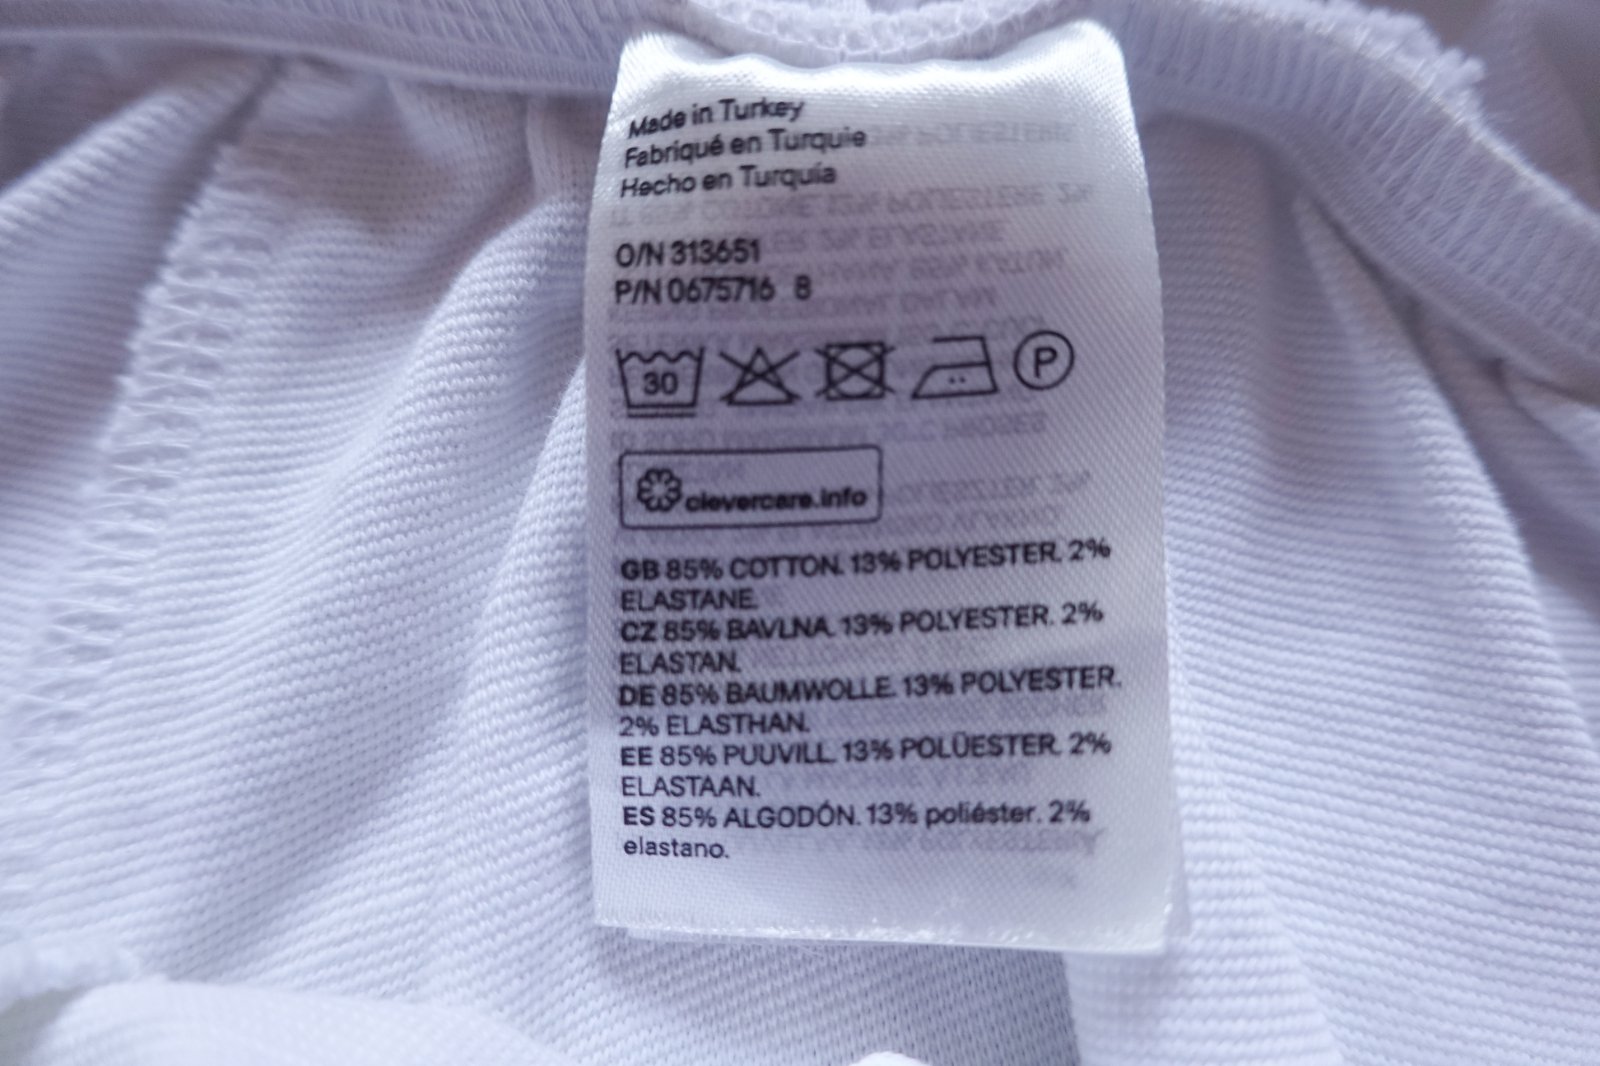 Made in Turkey
Fabriqué en Turquie
Hecho en Turquía
O/N 313651
P/N 0675716 8
30
P
clevercare.info
GB 85% COTTON. 13% POLYESTER. 2%
ELASTANE.
CZ 85% BAVLNA. 13% POLYESTER. 2%
ELASTAN.
DE 85% BAUMWOLLE. 13% POLYESTER.
2% ELASTHAN.
EE 85% PUUVILL. 13% POLÜESTER. 2%
ELASTAAN.
ES 85% ALGODÓN. 13% poliéster. 2%
elastano.